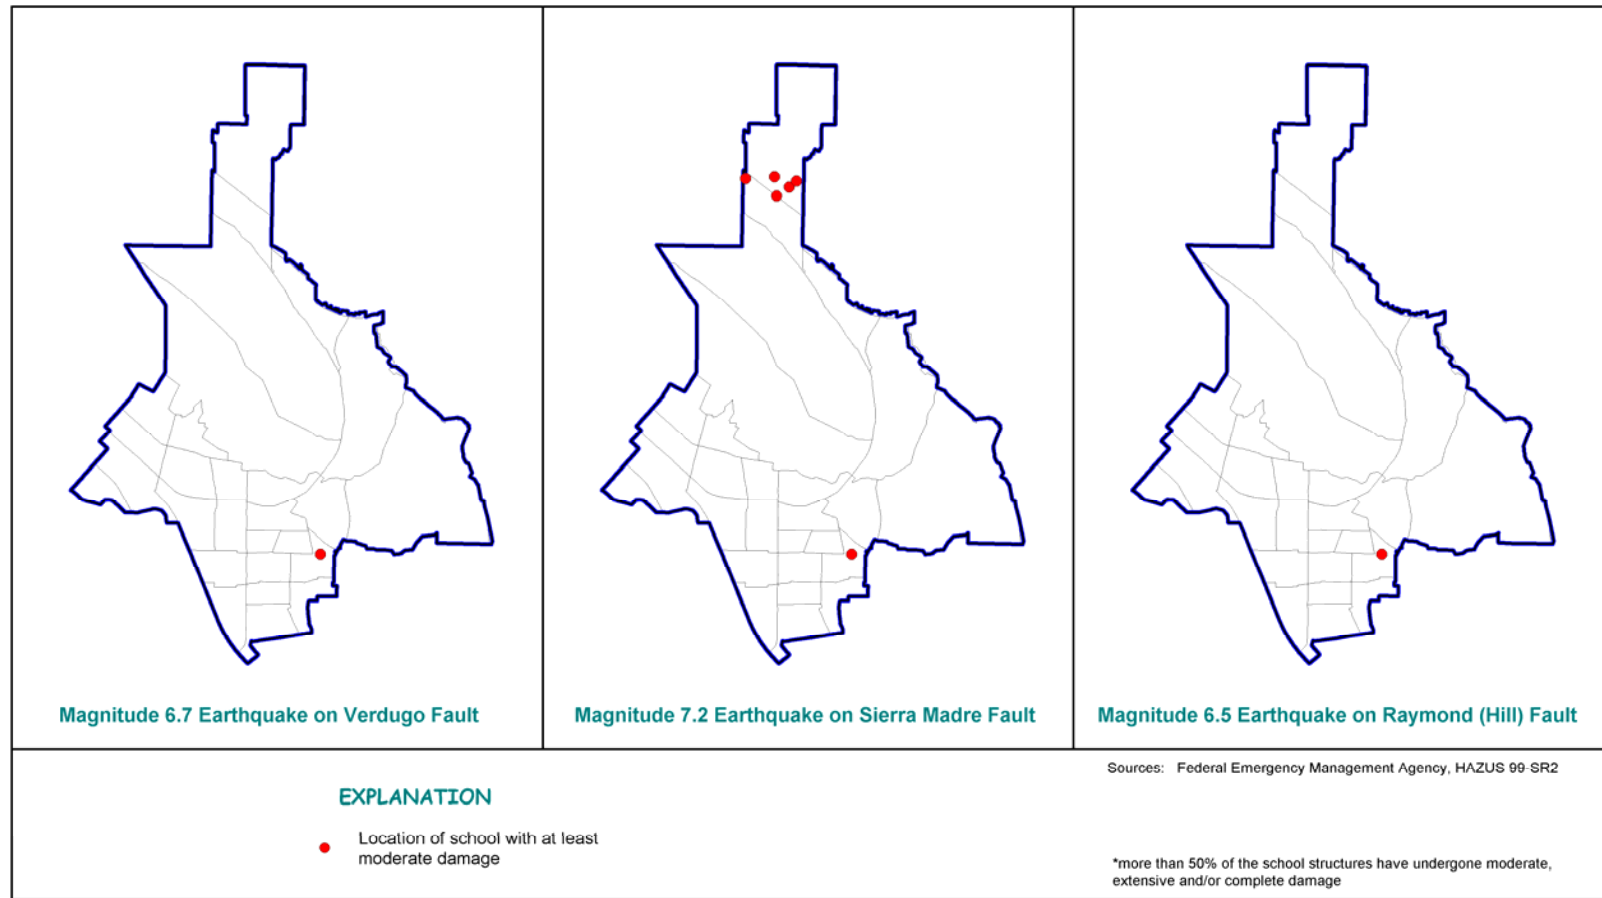 Magnitude 6.7 Earthquake on Verdugo Fault
Magnitude 7.2 Earthquake on Sierra Madre Fault
Magnitude 6.5 Earthquake on Raymond (Hill) Fault
EXPLANATION
Location of school with at least
moderate damage
Sources: Federal Emergency Management Agency, HAZUS 99-SR2
*more than 50% of the school structures have undergone moderate,
extensive and/or complete damage